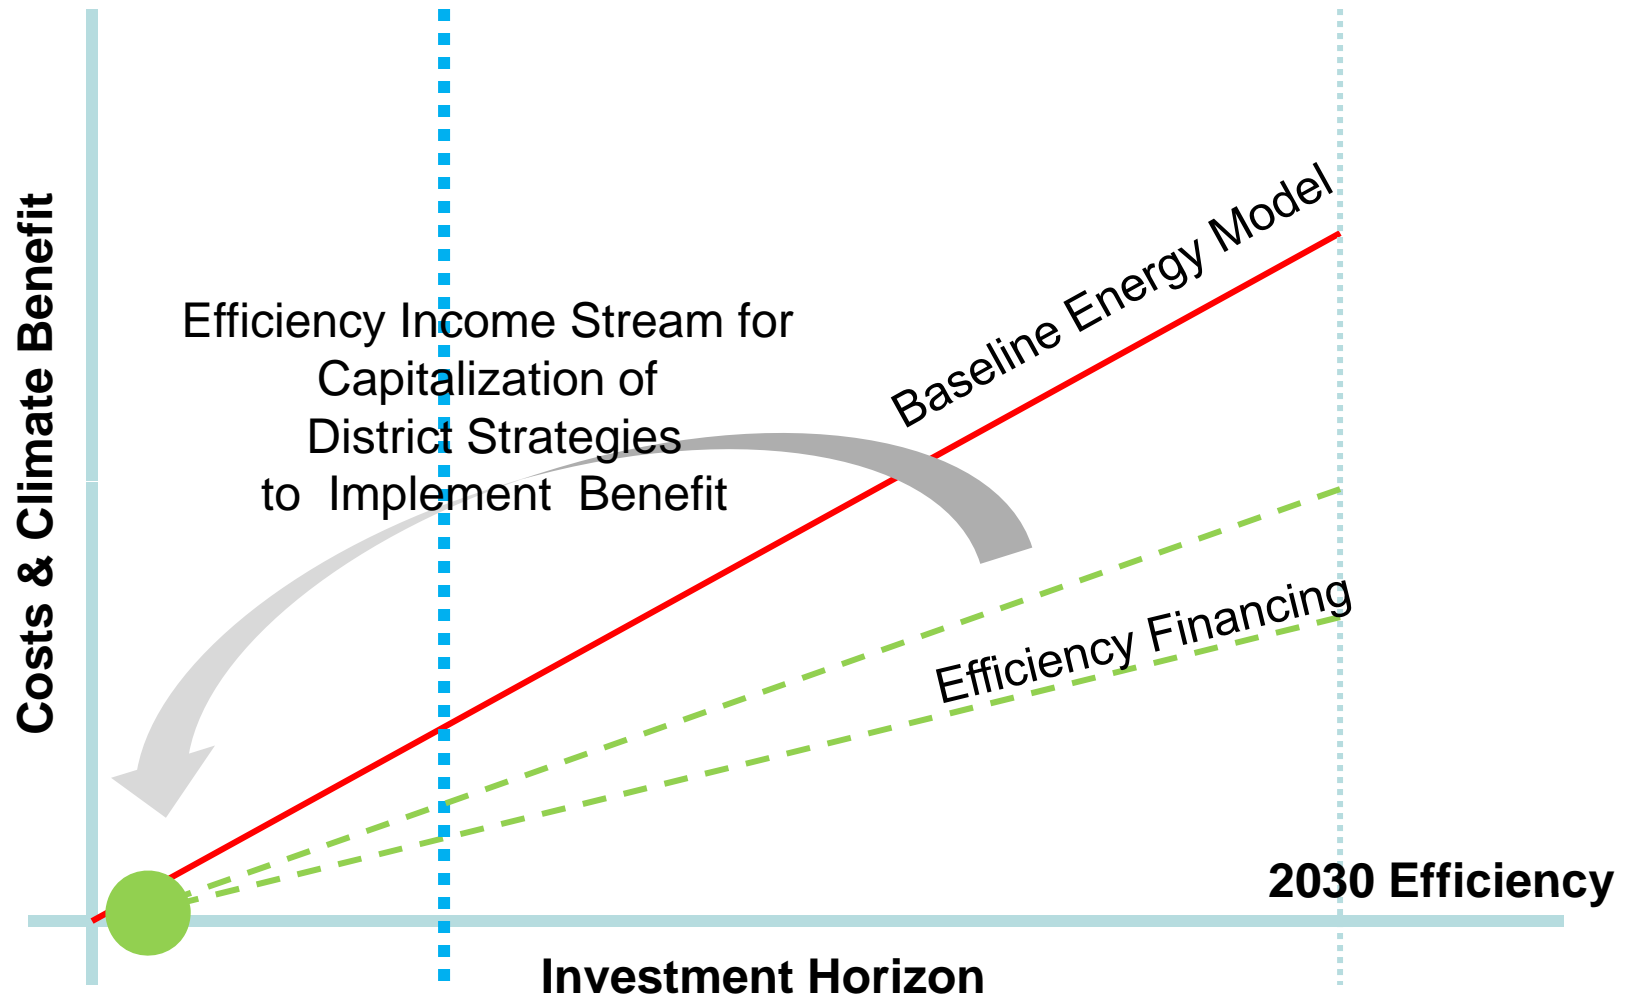 Costs & Climate Benefit
Efficiency Income Stream for
Capitalization of
District Strategies
to Implement Benefit
Baseline Energy Model
Efficiency Financing
2030 Efficiency
Investment Horizon